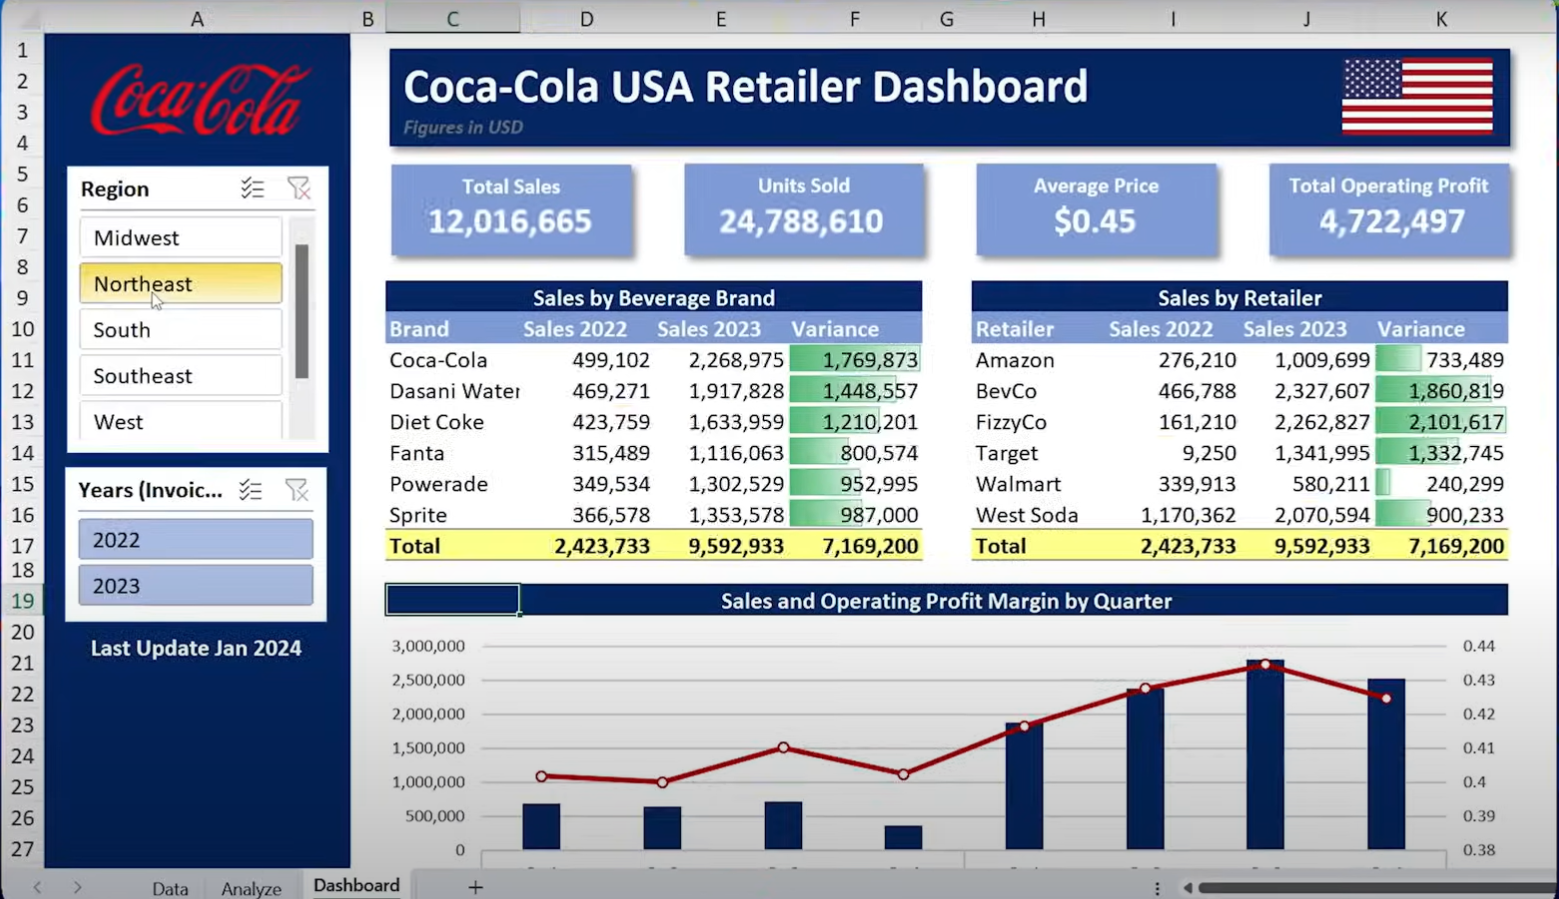 A B C D E F G H I J K
1
2
3
4
5
6
7
8
9
10
11
12
13
14
15
16
17
18
19
20
21
22
23
24
25
26
27
Coca-Cola
Region
Midwest
Northeast
South
Southeast
West
Years (Invoic...
2022
2023
Last Update Jan 2024
Coca-Cola USA Retailer Dashboard
Figures in USD
Total Sales
12,016,665
Units Sold
24,788,610
Average Price
$0.45
Total Operating Profit
4,722,497
Sales by Beverage Brand
Brand Sales 2022 Sales 2023 Variance
Coca-Cola 499,102 2,268,975 1,769,873
Dasani Water 469,271 1,917,828 1,448,557
Diet Coke 423,759 1,633,959 1,210,201
Fanta 315,489 1,116,063 800,574
Powerade 349,534 1,302,529 952,995
Sprite 366,578 1,353,578 987,000
Total 2,423,733 9,592,933 7,169,200
Sales by Retailer
Retailer Sales 2022 Sales 2023 Variance
Amazon 276,210 1,009,699 733,489
BevCo 466,788 2,327,607 1,860,819
FizzyCo 161,210 2,262,827 2,101,617
Target 9,250 1,341,995 1,332,745
Walmart 339,913 580,211 240,299
West Soda 1,170,362 2,070,594 900,233
Total 2,423,733 9,592,933 7,169,200
Sales and Operating Profit Margin by Quarter
3,000,000
2,500,000
2,000,000
1,500,000
1,000,000
500,000
0
0.44
0.43
0.42
0.41
0.4
0.39
0.38
Data Analyze Dashboard +